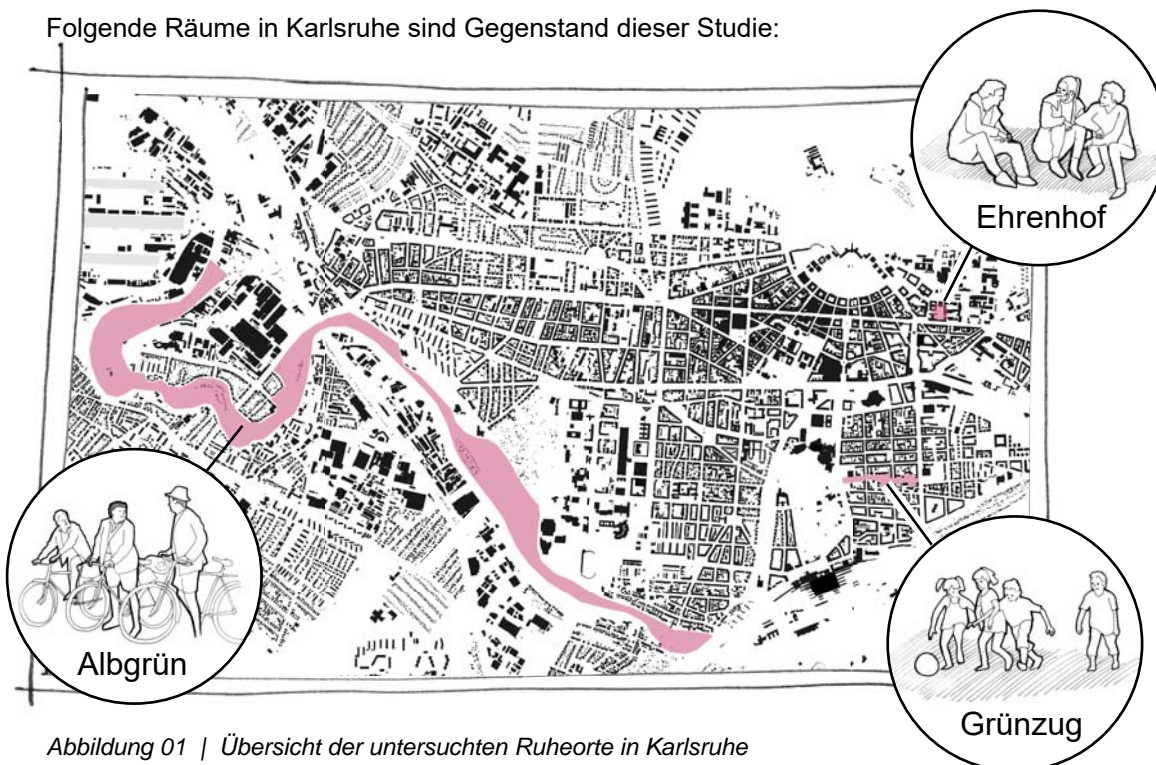 Folgende Räume in Karlsruhe sind Gegenstand dieser Studie:
Ehrenhof
Albgrün
Grünzug
Abbildung 01 | Übersicht der untersuchten Ruheorte in Karlsruhe